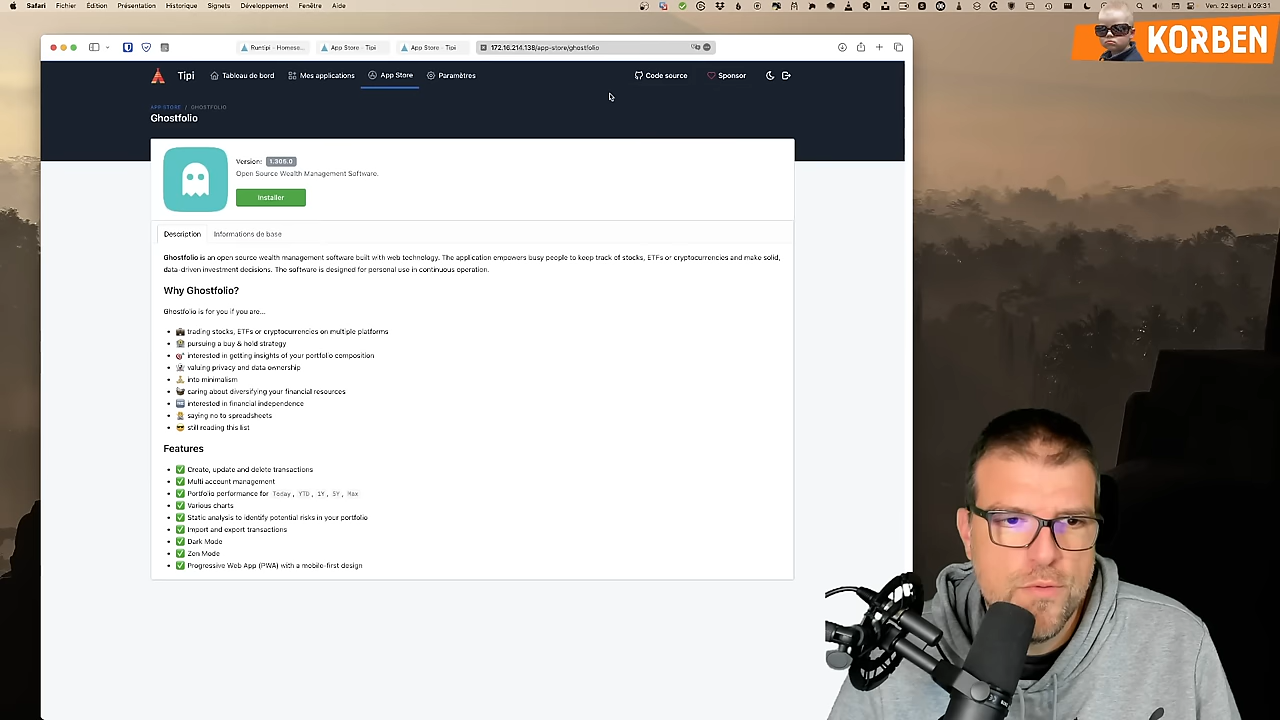 Safari Fichier Édition Présentation Historique Signets Développement Fenêtre Aide
Ven. 22 sept. à 09:31
KORBEN
Runtipi - Homese...
App Store - Tipi
App Store - Tipi
172.16.214.138/app-store/ghostfolio
Tipi
Tableau de bord
Mes applications
App Store
Paramètres
Code source
Sponsor
APP STORE / GHOSTFOLIO
Ghostfolio
Version: 1.305.0
Open Source Wealth Management Software.
Installer
Description
Informations de base
Ghostfolio is an open source wealth management software built with web technology. The application empowers busy people to keep track of stocks, ETFs or cryptocurrencies and make solid,
data-driven investment decisions. The software is designed for personal use in continuous operation.
Why Ghostfolio?
Ghostfolio is for you if you are...
trading stocks, ETFs or cryptocurrencies on multiple platforms
pursuing a buy & hold strategy
interested in getting insights of your portfolio composition
valuing privacy and data ownership
into minimalism
caring about diversifying your financial resources
interested in financial independence
saying no to spreadsheets
still reading this list
Features
Create, update and delete transactions
Multi account management
Portfolio performance for Today, YTD, 1Y, 5Y, Max
Various charts
Static analysis to identify potential risks in your portfolio
Import and export transactions
Dark Mode
Zen Mode
Progressive Web App (PWA) with a mobile-first design